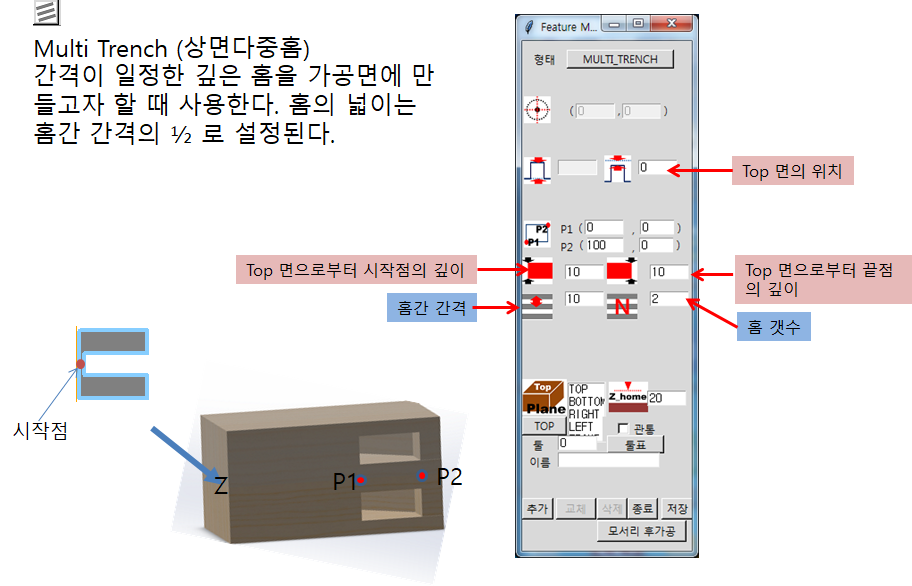 Multi Trench (상면다중홈)
간격이 일정한 깊은 홈을 가공면에 만
들고자 할 때 사용한다. 홈의 넓이는
홈간 간격의 ½ 로 설정된다.
Feature M...
형태 MULTI_TRENCH
( 0 , 0 )
0
Top 면의 위치
P2
P1
P1 ( 0 , 0 )
P2 ( 100 , 0 )
Top 면으로부터 시작점의 깊이
10 10
Top 면으로부터 끝점
의 깊이
홈간 간격
10 N 2
홈 갯수
시작점
Z P1 P2
Top
Plane
TOP
BOTTOM
RIGHT
LEFT
Z_home 20
TOP
관통
툴 0 툴표
이름
추가 교체 삭제 종료 저장
모서리 후가공